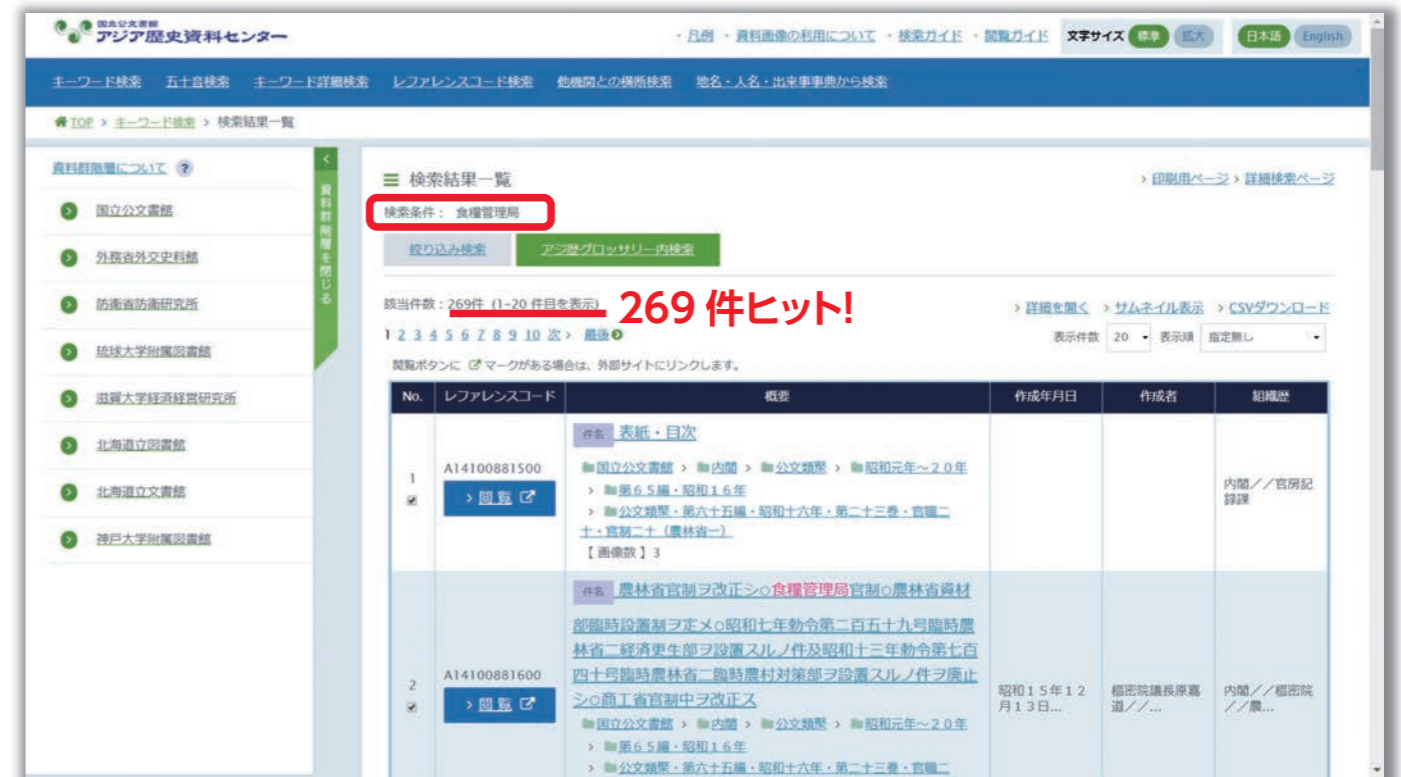 国立公文書館
アジア歴史資料センター
・凡例 ・資料画像の利用について ・検索ガイド ・閲覧ガイド 文字サイズ 標準 拡大 日本語 English
キーワード検索 五十音検索 キーワード詳細検索 レファレンスコード検索 他機関との横断検索 地名・人名・出来事事典から検索
TOP > キーワード検索 > 検索結果一覧
資料群階層について ?
国立公文書館
外務省外交史料館
防衛省防衛研究所
琉球大学附属図書館
滋賀大学経済経営研究所
北海道立図書館
北海道立文書館
神戸大学附属図書館
資料群階層を閉じる
検索結果一覧
> 印刷用ページ > 詳細検索ページ
検索条件: 食糧管理局
絞り込み検索 アジ歴グロッサリー内検索
該当件数:269件 (1-20 件目を表示)
269 件ヒット!
> 詳細を開く > サムネイル表示 > CSVダウンロード
1 2 3 4 5 6 7 8 9 10 次> 最後
表示件数 20 表示順 指定無し
閲覧ボタンに マークがある場合は、外部サイトにリンクします。
No. レファレンスコード 概要 作成年月日 作成者 組織歴
1
A14100881500
> 閲覧
件名 表紙・目次
国立公文書館 > 内閣 > 公文類聚 > 昭和元年~20年
> 第65編・昭和16年
> 公文類聚・第六十五編・昭和十六年・第二十三巻・官職二
十・官制二十(農林省一)
【画像数】3
内閣//官房記
録課
2
A14100881600
> 閲覧
件名 農林省官制ヲ改正シ○食糧管理局官制○農林省資材
部臨時設置制ヲ定メ○昭和七年勅令第二百五十九号臨時農
林省二経済更生部ヲ設置スルノ件及昭和十三年勅令第七百
四十号臨時農林省二臨時農村対策部ヲ設置スルノ件ヲ廃止
シ○商工省官制中ヲ改正ス
国立公文書館 > 内閣 > 公文類聚 > 昭和元年~20年
> 第65編・昭和16年
> 公文類聚・第六十五編・昭和十六年・第二十三巻・官職二
昭和15年12
月13日...
枢密院議長原嘉
道//...
内閣//枢密院
//農...